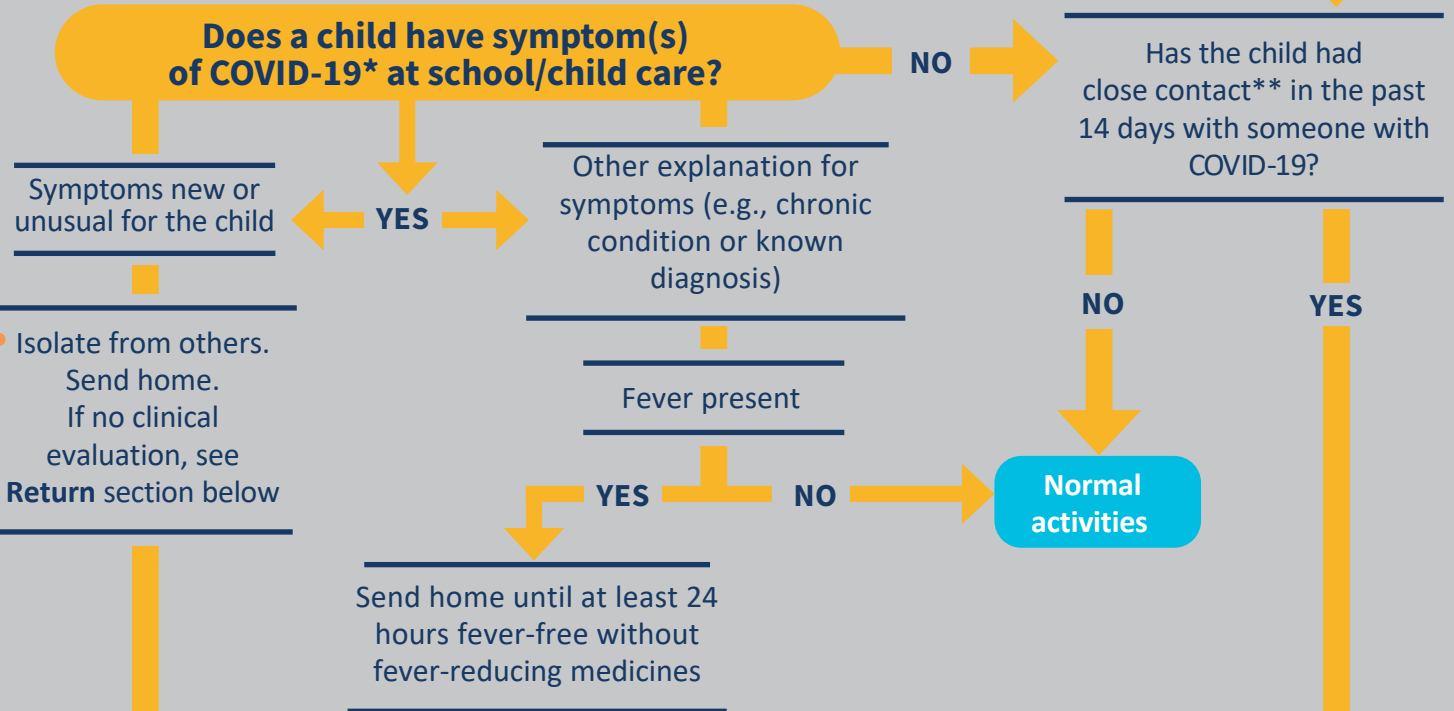 Does a child have symptom(s)
of COVID-19* at school/child care?
NO
Has the child had
close contact** in the past
14 days with someone with
COVID-19?
Symptoms new or
unusual for the child
YES
Other explanation for
symptoms (e.g., chronic
condition or known
diagnosis)
NO
YES
Isolate from others.
Send home.
If no clinical
evaluation, see
Return section below
Fever present
YES
NO
Normal
activities
Send home until at least 24
hours fever-free without
fever-reducing medicines